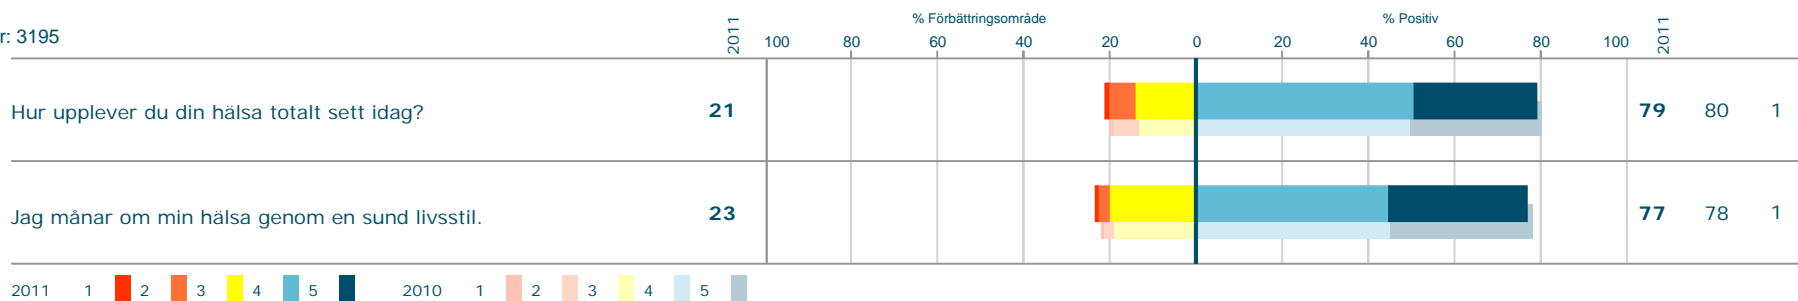 % Förbättringsområde % Positiv
r: 3195 2011 100 80 60 40 20 0 20 40 60 80 100 2011
Hur upplever du din hälsa totalt sett idag? 21 79 80 1
Jag månar om min hälsa genom en sund livsstil. 23 77 78 1
2011 1 2 3 4 5 2010 1 2 3 4 5